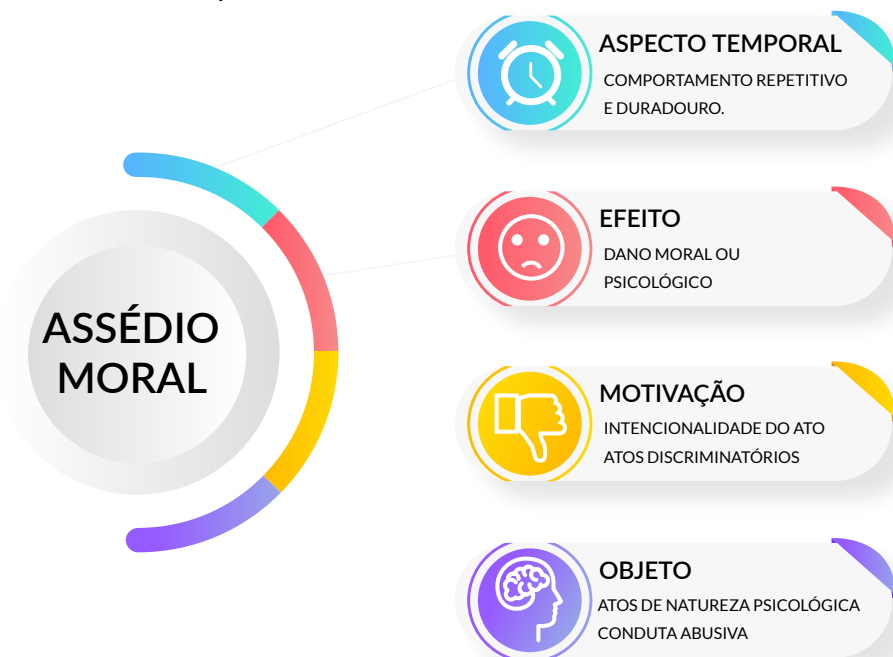 ASSÉDIO
MORAL
ASPECTO TEMPORAL
COMPORTAMENTO REPETITIVO
E DURADOURO.
EFEITO
DANO MORAL OU
PSICOLÓGICO
MOTIVAÇÃO
INTENCIONALIDADE DO ATO
ATOS DISCRIMINATÓRIOS
OBJETO
ATOS DE NATUREZA PSICOLÓGICA
CONDUTA ABUSIVA